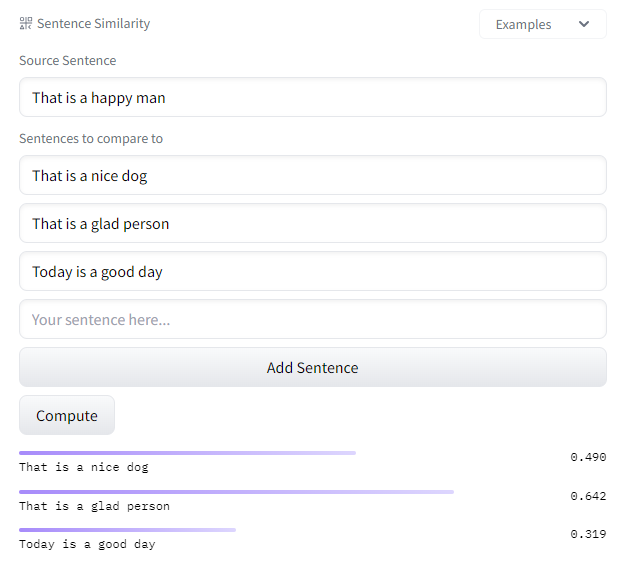 Sentence Similarity
Examples
Source Sentence
That is a happy man
Sentences to compare to
That is a nice dog
That is a glad person
Today is a good day
Your sentence here...
Add Sentence
Compute
0.490
That is a nice dog
0.642
That is a glad person
0.319
Today is a good day